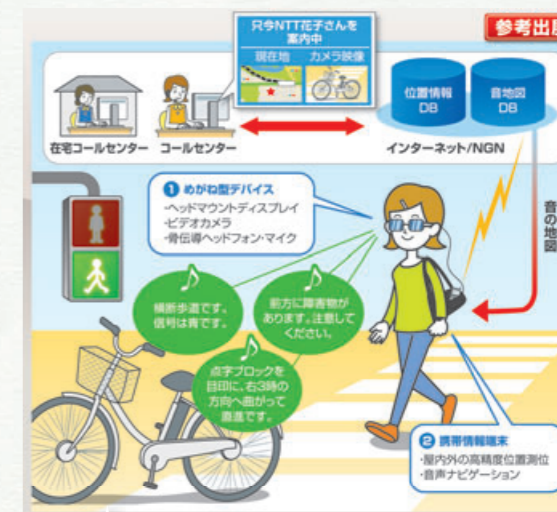 参考出展
只今NTT花子さんを
案内中
現在地 カメラ映像
位置情報
DB
音地図
DB
在宅コールセンター コールセンター
インターネット/NGN
音の地図
① めがね型デバイス
・ヘッドマウントディスプレイ
・ビデオカメラ
・骨伝導ヘッドフォン・マイク
横断歩道です。
信号は青です。
前方に障害物が
あります。注意して
ください。
点字ブロックを
目印に、右3時の
方向へ曲がって
直進です。
② 携帯情報端末
・屋内外の高精度位置測位
・音声ナビゲーション